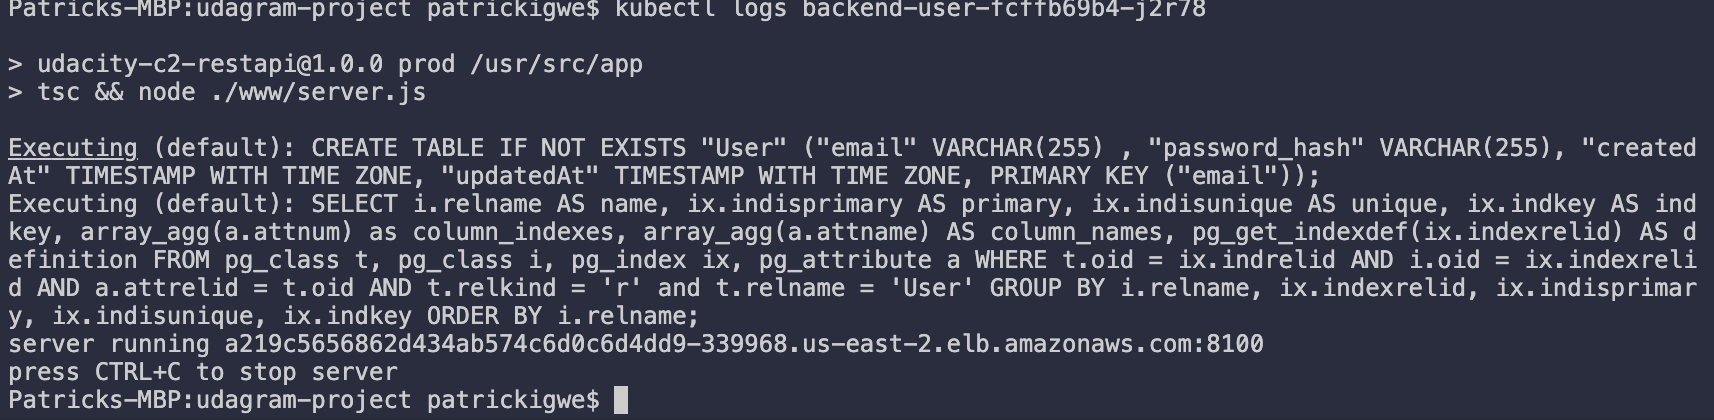 Patricks-MBP:udagram-project patrickigwe$ kubectl logs backend-user-fcffb69b4-j2r78
> udacity-c2-restapi@1.0.0 prod /usr/src/app
> tsc && node ./www/server.js
Executing (default): CREATE TABLE IF NOT EXISTS "User" ("email" VARCHAR(255) , "password_hash" VARCHAR(255), "created
At" TIMESTAMP WITH TIME ZONE, "updatedAt" TIMESTAMP WITH TIME ZONE, PRIMARY KEY ("email"));
Executing (default): SELECT i.relname AS name, ix.indisprimary AS primary, ix.indisunique AS unique, ix.indkey AS ind
key, array_agg(a.attnum) as column_indexes, array_agg(a.attname) AS column_names, pg_get_indexdef(ix.indexrelid) AS d
efinition FROM pg_class t, pg_class i, pg_index ix, pg_attribute a WHERE t.oid = ix.indrelid AND i.oid = ix.indexreli
d AND a.attrelid = t.oid AND t.relkind = 'r' and t.relname = 'User' GROUP BY i.relname, ix.indexrelid, ix.indisprimar
y, ix.indisunique, ix.indkey ORDER BY i.relname;
server running a219c5656862d434ab574c6d0c6d4dd9-339968.us-east-2.elb.amazonaws.com:8100
press CTRL+C to stop server
Patricks-MBP:udagram-project patrickigwe$